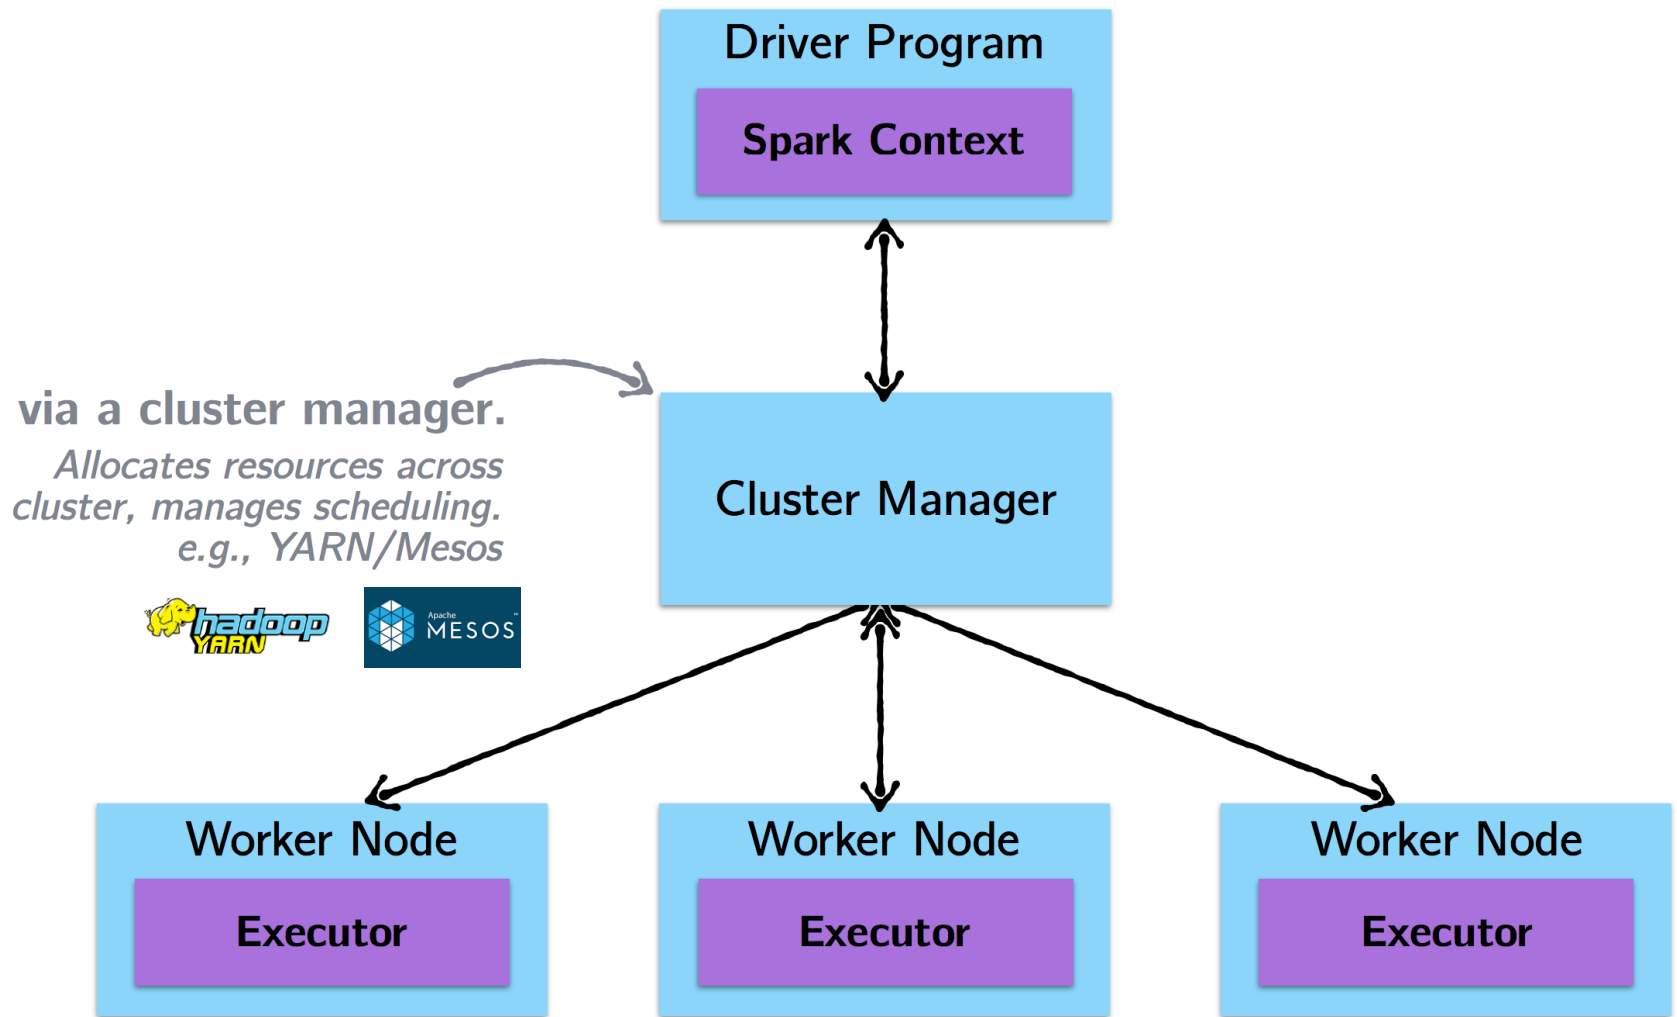 Driver Program
Spark Context
via a cluster manager.
Allocates resources across
cluster, manages scheduling.
e.g., YARN/Mesos
Cluster Manager
hadoop
YARN
Apache
MESOS™
Worker Node
Executor
Worker Node
Executor
Worker Node
Executor